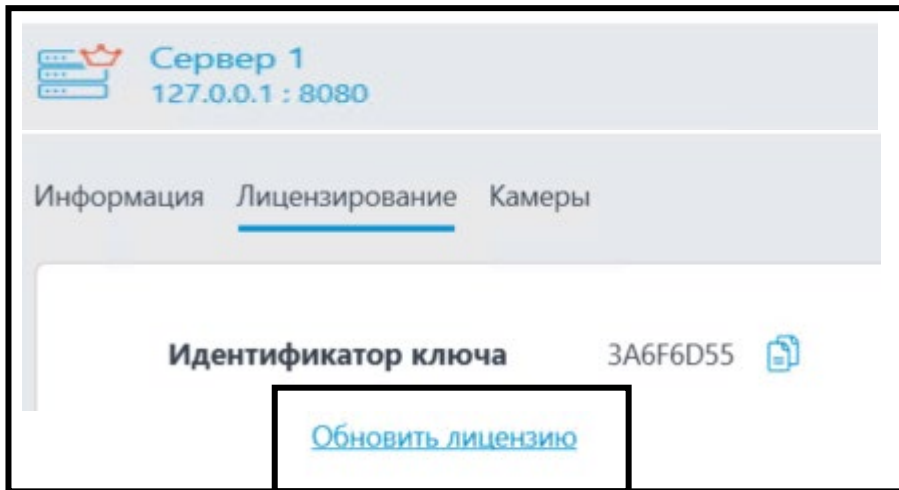 Сервер 1
127.0.0.1 : 8080
Информация Лицензирование Камеры
Идентификатор ключа 3A6F6D55
Обновить лицензию